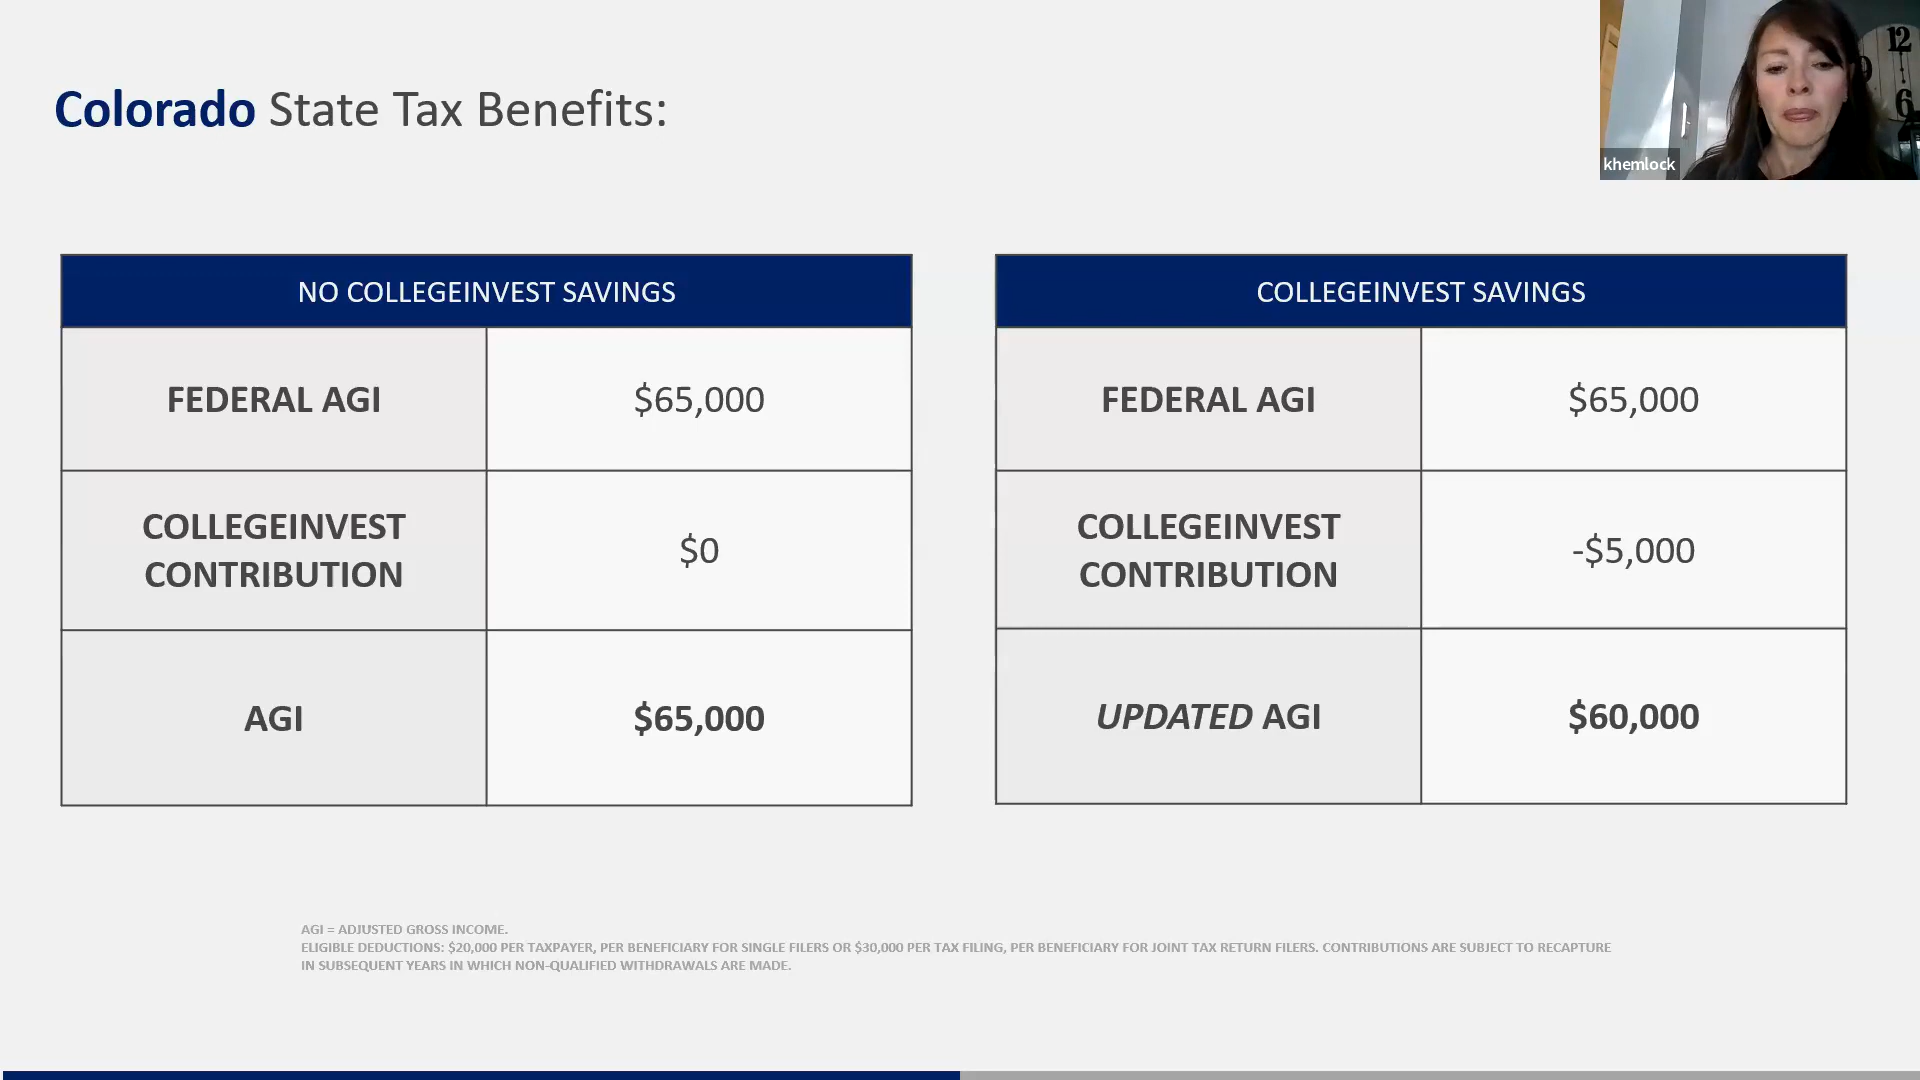 Colorado State Tax Benefits:
12
9
6
khemlock
NO COLLEGEINVEST SAVINGS
FEDERAL AGI
$65,000
COLLEGEINVEST
CONTRIBUTION
$0
AGI
$65,000
COLLEGEINVEST SAVINGS
FEDERAL AGI
$65,000
COLLEGEINVEST
CONTRIBUTION
-$5,000
UPDATED AGI
$60,000
AGI = ADJUSTED GROSS INCOME.
ELIGIBLE DEDUCTIONS: $20,000 PER TAXPAYER, PER BENEFICIARY FOR SINGLE FILERS OR $30,000 PER TAX FILING, PER BENEFICIARY FOR JOINT TAX RETURN FILERS. CONTRIBUTIONS ARE SUBJECT TO RECAPTURE
IN SUBSEQUENT YEARS IN WHICH NON-QUALIFIED WITHDRAWALS ARE MADE.